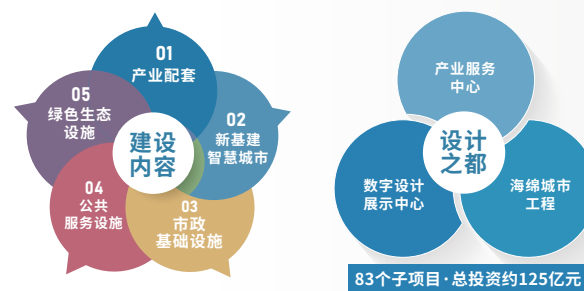 01
产业配套
02
新基建
智慧城市
03
市政
基础设施
04
公共
服务设施
05
绿色生态
设施
建设
内容
产业服务
中心
设计
之都
数字设计
展示中心
海绵城市
工程
83个子项目·总投资约125亿元